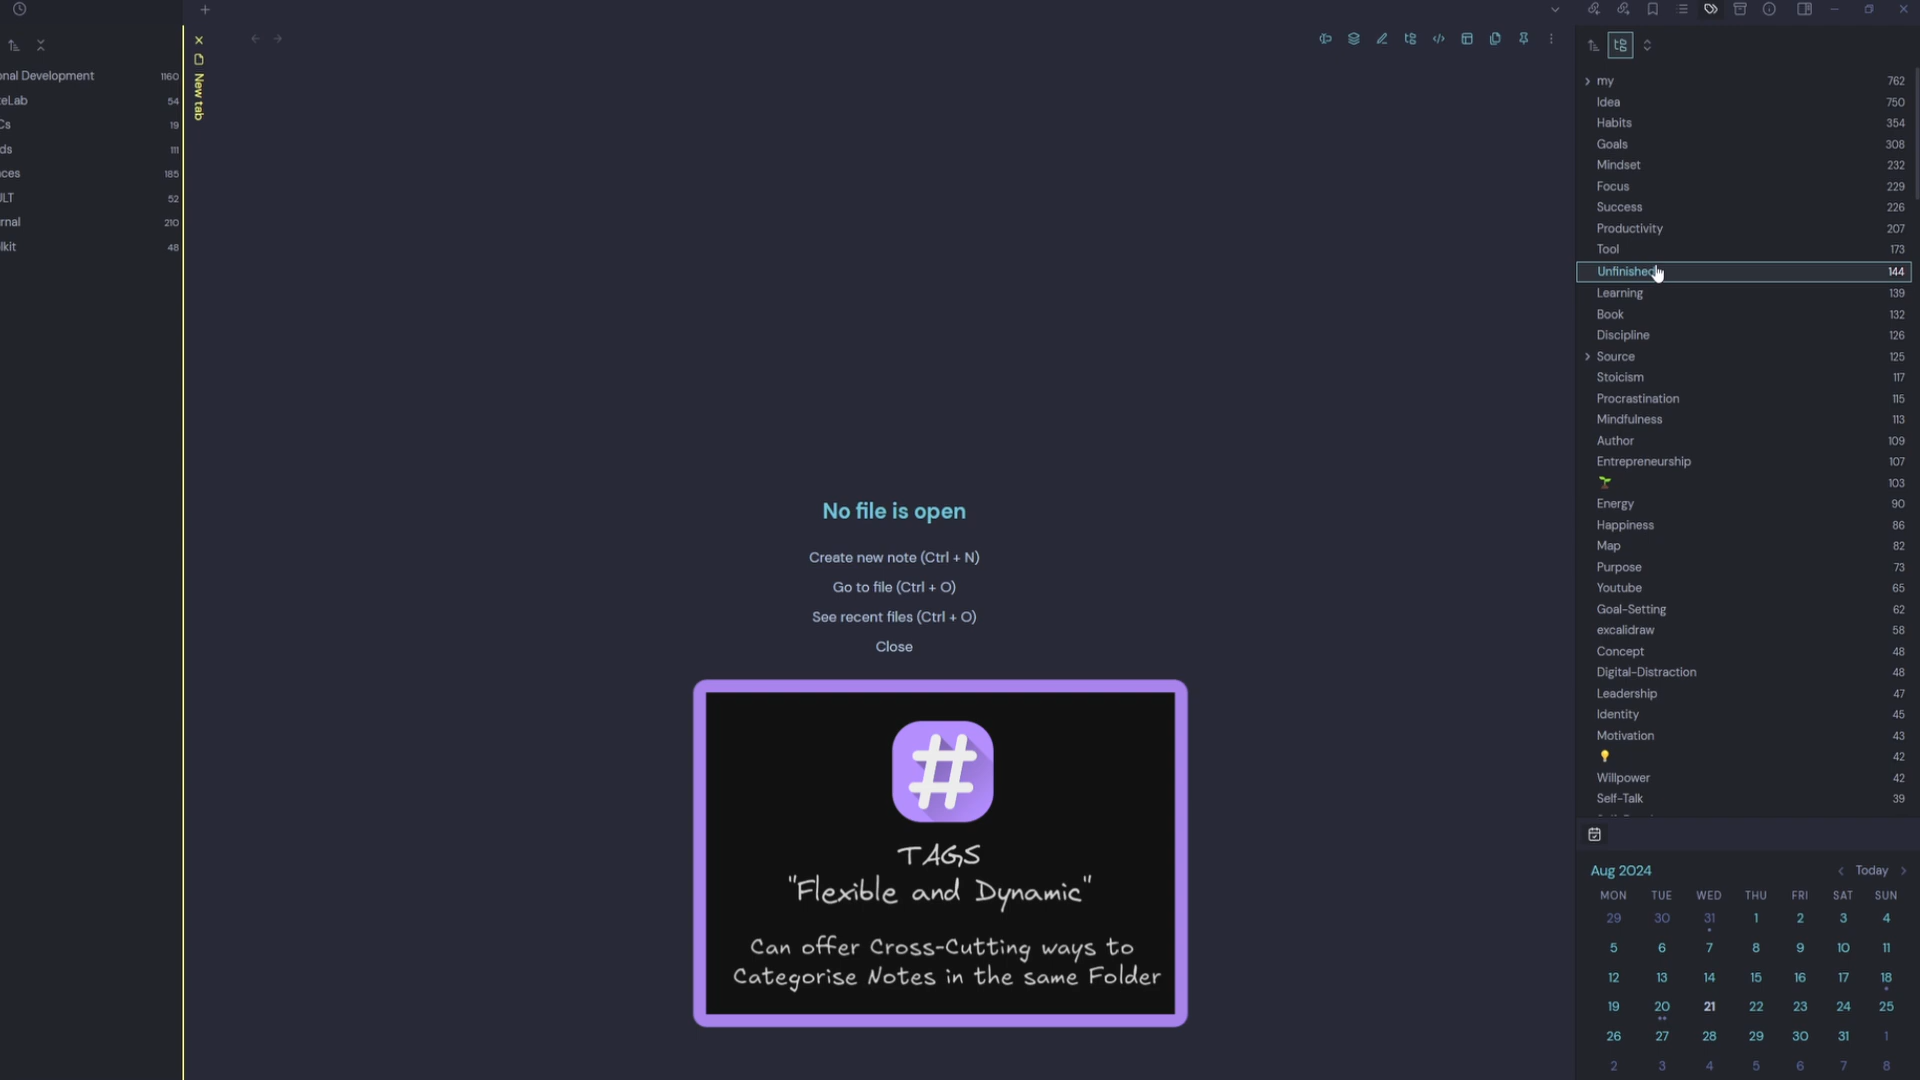 onal Development 1160
teLab 54
Cs 19
ds 111
ces 185
ULT 52
rnal 210
lkit 48
New tab
No file is open
Create new note (Ctrl + N)
Go to file (Ctrl + O)
See recent files (Ctrl + O)
Close
#
TAGS
"Flexible and Dynamic"
Can offer Cross-Cutting ways to
Categorise Notes in the same Folder
my 762
Idea 750
Habits 354
Goals 308
Mindset 232
Focus 229
Success 226
Productivity 207
Tool 173
Unfinished 144
Learning 139
Book 132
Discipline 126
Source 125
Stoicism 117
Procrastination 115
Mindfulness 113
Author 109
Entrepreneurship 107
🌱 103
Energy 90
Happiness 86
Map 82
Purpose 73
Youtube 65
Goal-Setting 62
excalidraw 58
Concept 48
Digital-Distraction 48
Leadership 47
Identity 45
Motivation 43
💡 42
Willpower 42
Self-Talk 39
Aug 2024 Today
MON TUE WED THU FRI SAT SUN
29 30 31 1 2 3 4
5 6 7 8 9 10 11
12 13 14 15 16 17 18
19 20 21 22 23 24 25
26 27 28 29 30 31 1
2 3 4 5 6 7 8